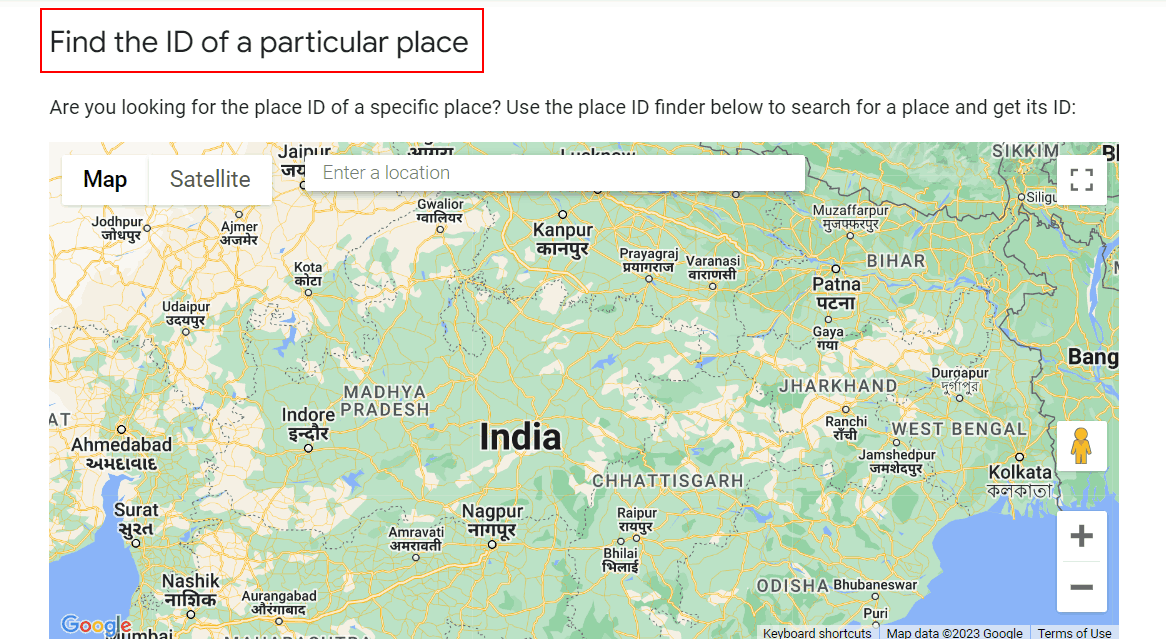 Find the ID of a particular place
Are you looking for the place ID of a specific place? Use the place ID finder below to search for a place and get its ID:
Map
Satellite
Enter a location
Jaipur
Lucknow
SIKKIM
Siligu
Jodhpur
जोधपुर
Ajmer
अजमेर
Gwalior
ग्वालियर
Kanpur
कानपुर
Muzaffarpur
मुजफ्फरपुर
Kota
कोटा
Prayagraj
प्रयागराज
Varanasi
वाराणसी
BIHAR
Patna
पटना
Udaipur
उदयपुर
Gaya
गया
Bang
MADHYA
PRADESH
JHARKHAND
Durgapur
দুর্গাপুর
Indore
इन्दौर
India
Ranchi
राँची
WEST BENGAL
AT
Ahmedabad
અમદાવાદ
Jamshedpur
जमशेदपुर
Kolkata
কলকাতা
CHHATTISGARH
Surat
સુરત
Nagpur
नागपूर
Raipur
रायपुर
Amravati
अमरावती
Bhilai
भिलाई
Nashik
नाशिक
Aurangabad
औरंगाबाद
ODISHA
Bhubaneswar
Puri
Google
Mumbai
MAHARASHTRA
Keyboard shortcuts
Map data ©2023 Google
Terms of Use